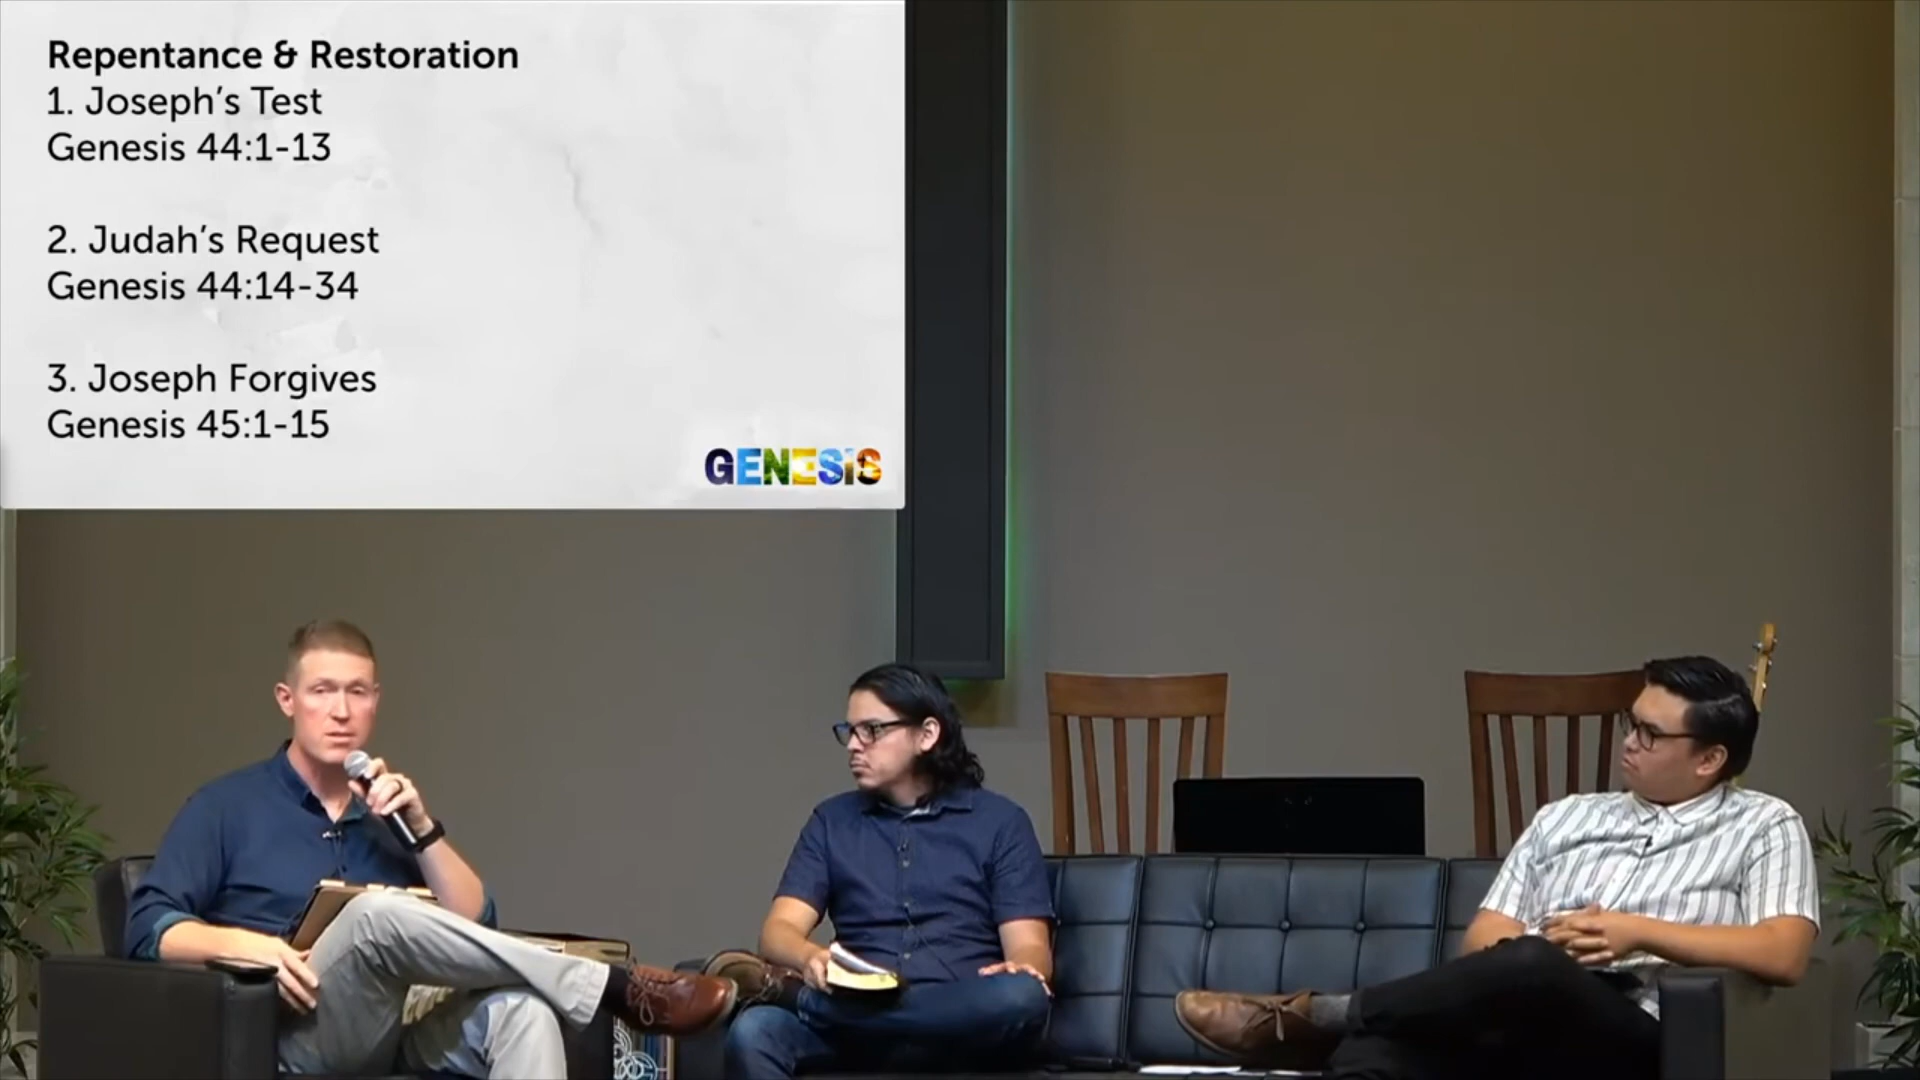 Repentance & Restoration
1. Joseph's Test
Genesis 44:1-13
2. Judah's Request
Genesis 44:14-34
3. Joseph Forgives
Genesis 45:1-15
GENESIS